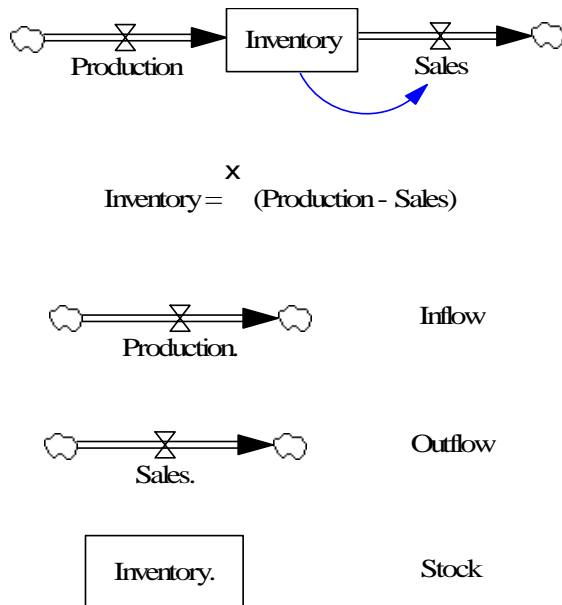 Inventory
Production
Sales
x
Inventory = (Production - Sales)
Inflow
Production.
Outflow
Sales.
Inventory.
Stock